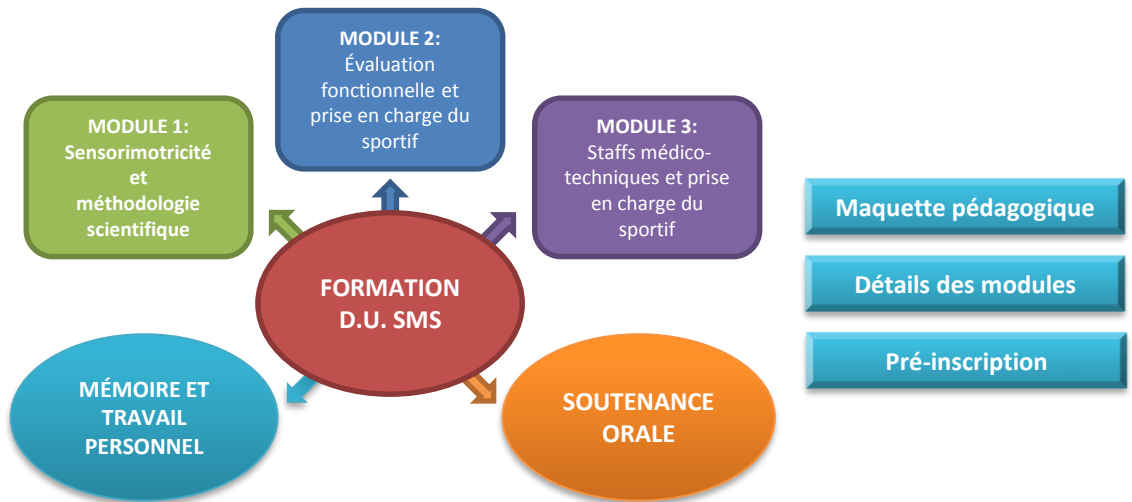 MODULE 1:
Sensorimotricité
et
méthodologie
scientifique
MODULE 2:
Évaluation
fonctionnelle et
prise en charge du
sportif
MODULE 3:
Staffs médico-
techniques et prise
en charge du
sportif
FORMATION
D.U. SMS
MÉMOIRE ET
TRAVAIL
PERSONNEL
SOUTENANCE
ORALE
Maquette pédagogique
Détails des modules
Pré-inscription